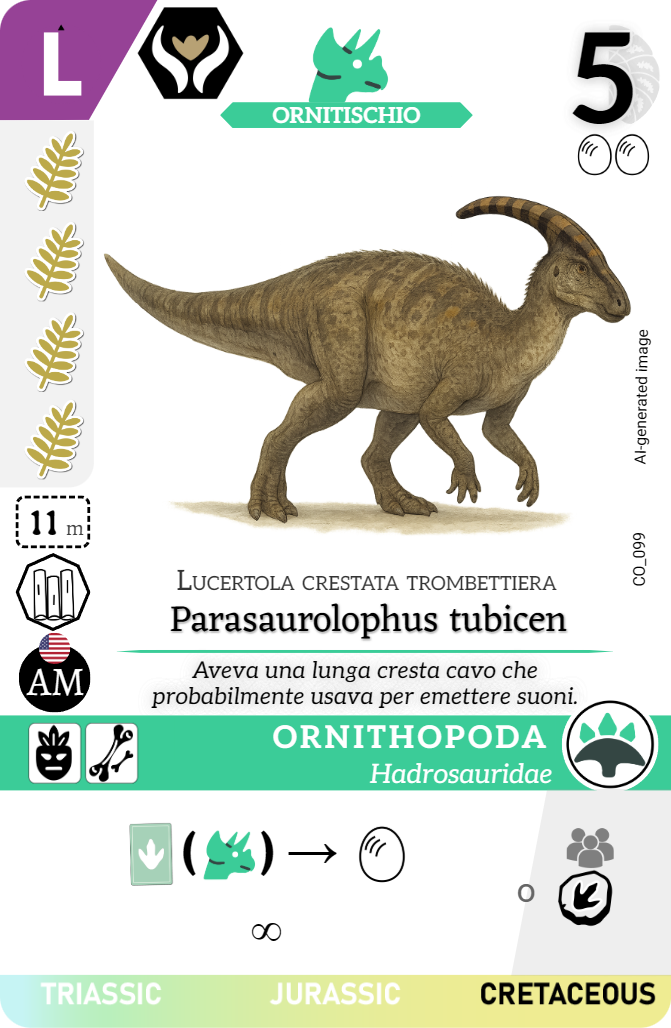 L
ORNITISCHIO
5
11 m
AM
AI-generated image
CO_099
Lucertola crestata trombettiera
Parasaurolophus tubicen
Aveva una lunga cresta cavo che
probabilmente usava per emettere suoni.
ORNITHOPODA
Hadrosauridae
( ) → 
o
∞
TRIASSIC JURASSIC CRETACEOUS